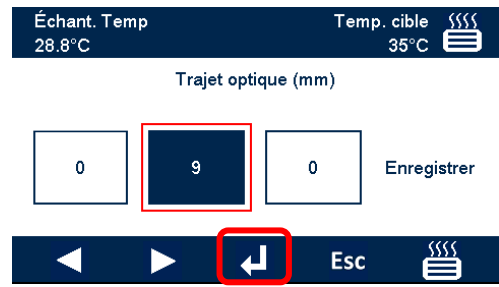 Échant. Temp
28.8°C
Temp. cible
35°C
Trajet optique (mm)
0 9 0 Enregistrer
Esc